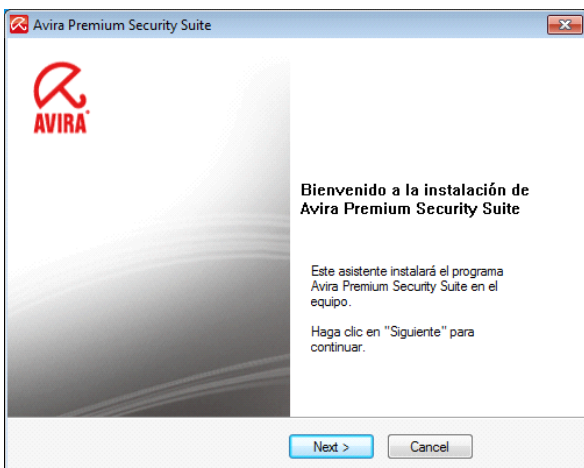 Avira Premium Security Suite
AVIRA
Bienvenido a la instalación de
Avira Premium Security Suite
Este asistente instalará el programa
Avira Premium Security Suite en el
equipo.
Haga clic en "Siguiente" para
continuar.
Next >
Cancel